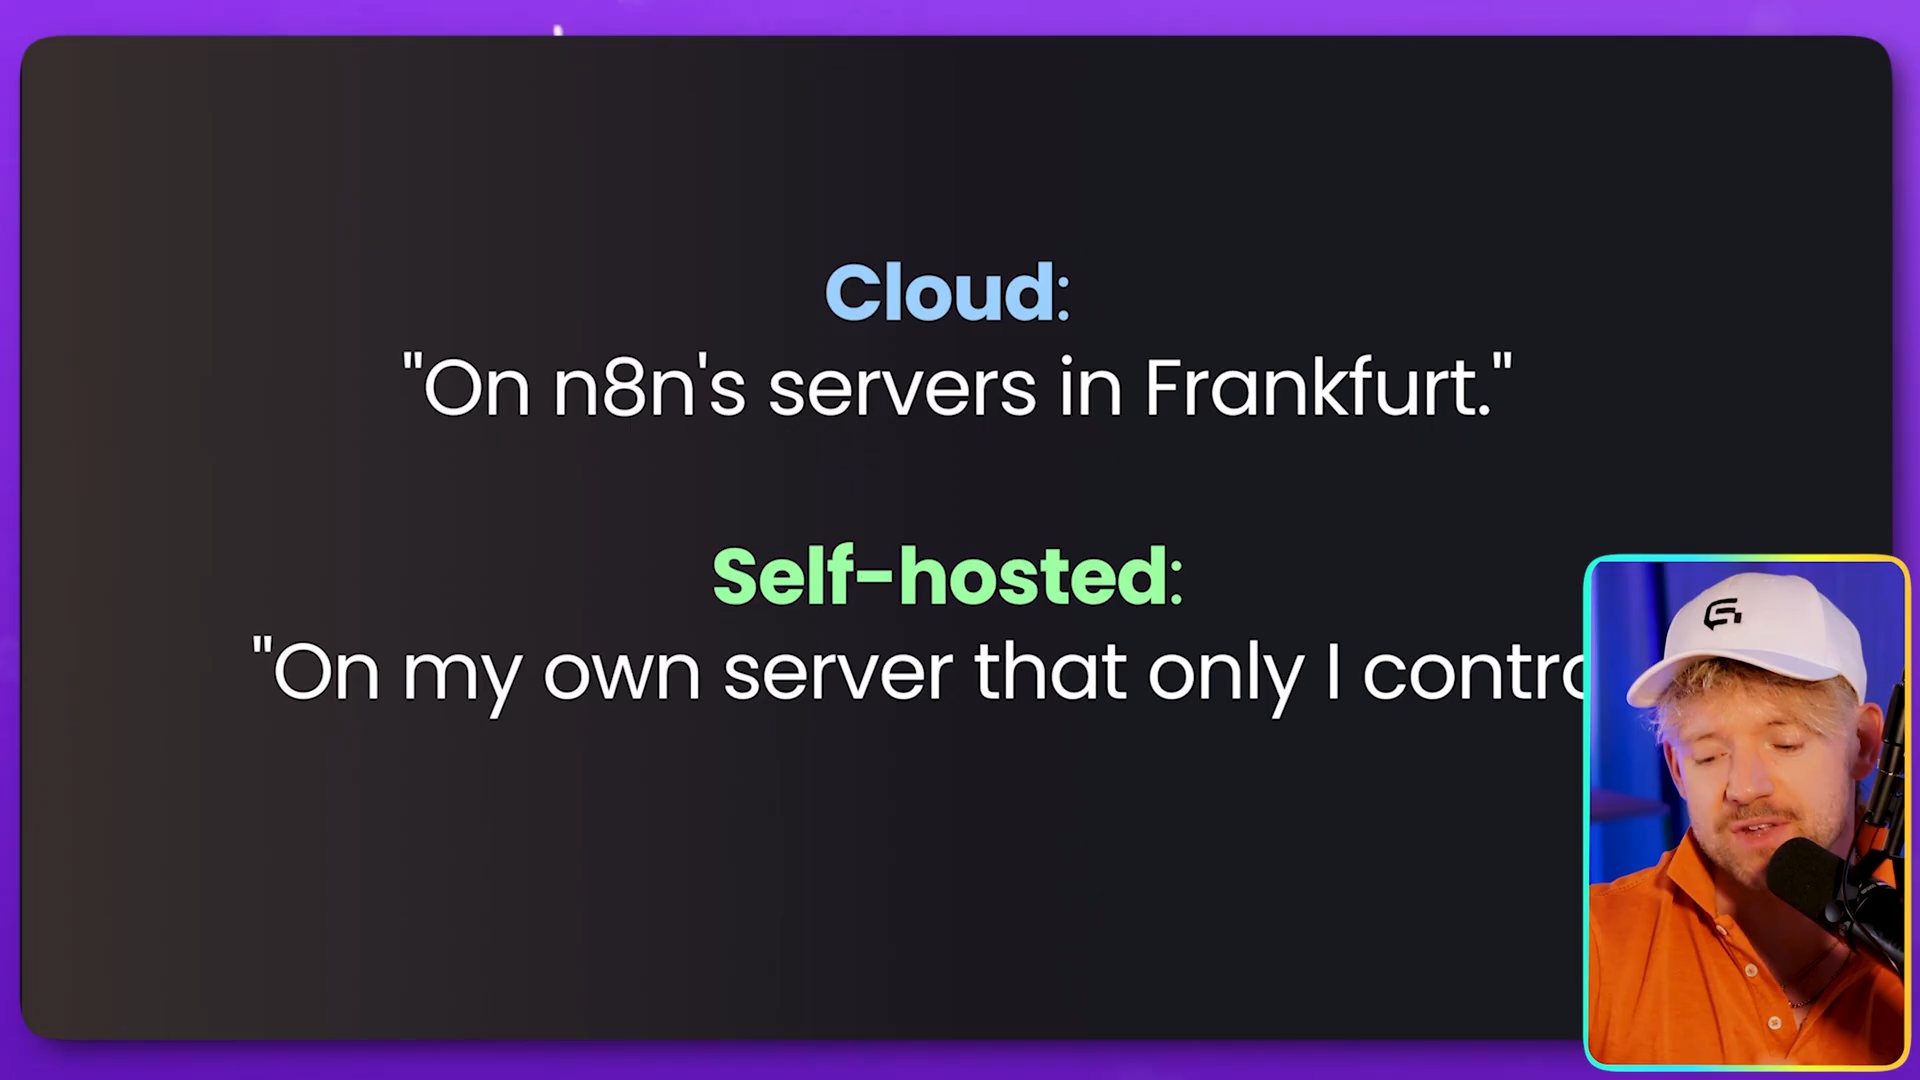 Cloud:
"On n8n's servers in Frankfurt."
Self-hosted:
"On my own server that only I